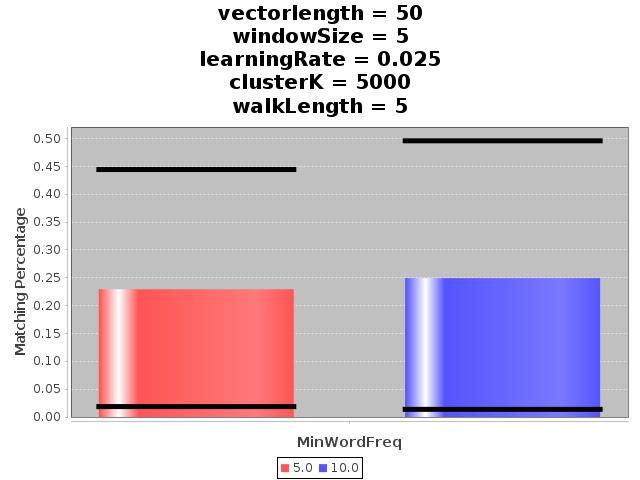 vectorlength = 50
windowSize = 5
learningRate = 0.025
clusterK = 5000
walkLength = 5
0.50
0.45
0.40
0.35
0.30
0.25
0.20
0.15
0.10
0.05
0.00
Matching Percentage
MinWordFreq
5.0 10.0